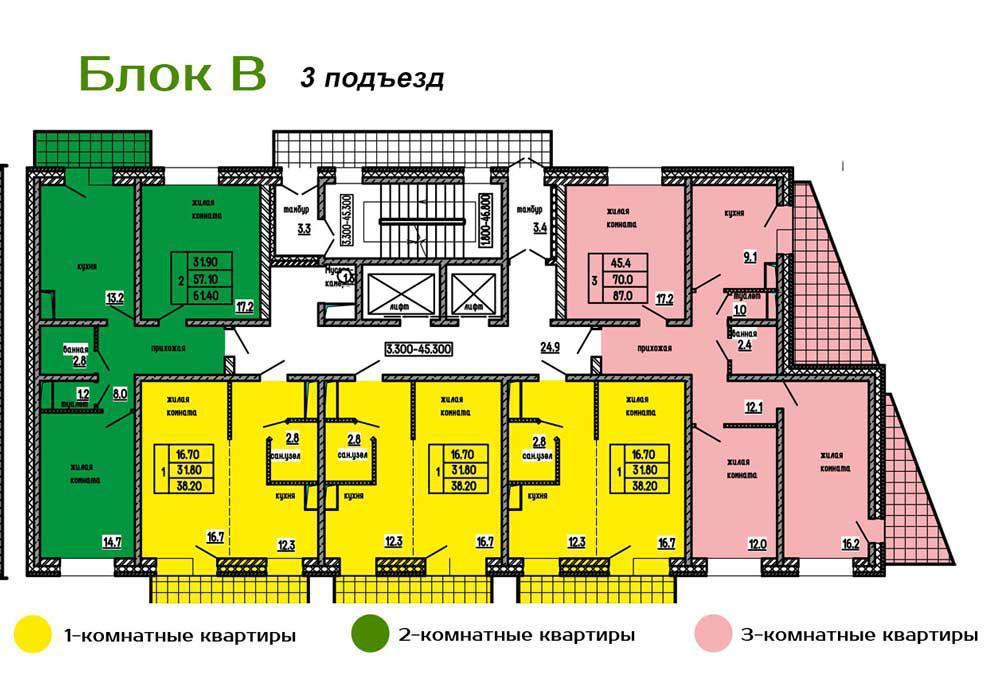 Блок В
3 подъезд
жилая
комната
тамбур
3.3
3.300-45.300
1.800-46.800
тамбур
3.4
жилая
комната
кухня
9.1
кухня
13.2
2
31.90
57.10
61.40
17.2
лифт
лифт
3
45.4
70.0
87.0
17.2
туалет
1.0
ванная
2.8
прихожая
3.300-45.300
24.9
прихожая
ванная
2.4
1.2
туалет
8.0
12.1
жилая
комната
14.7
жилая
комната
1
16.70
31.80
38.20
2.8
сан.узел
кухня
16.7
12.3
жилая
комната
2.8
сан.узел
кухня
1
16.70
31.80
38.20
12.3
16.7
жилая
комната
2.8
сан.узел
кухня
1
16.70
31.80
38.20
12.3
16.7
жилая
комната
12.0
жилая
комната
16.2
1-комнатные квартиры
2-комнатные квартиры
3-комнатные квартиры